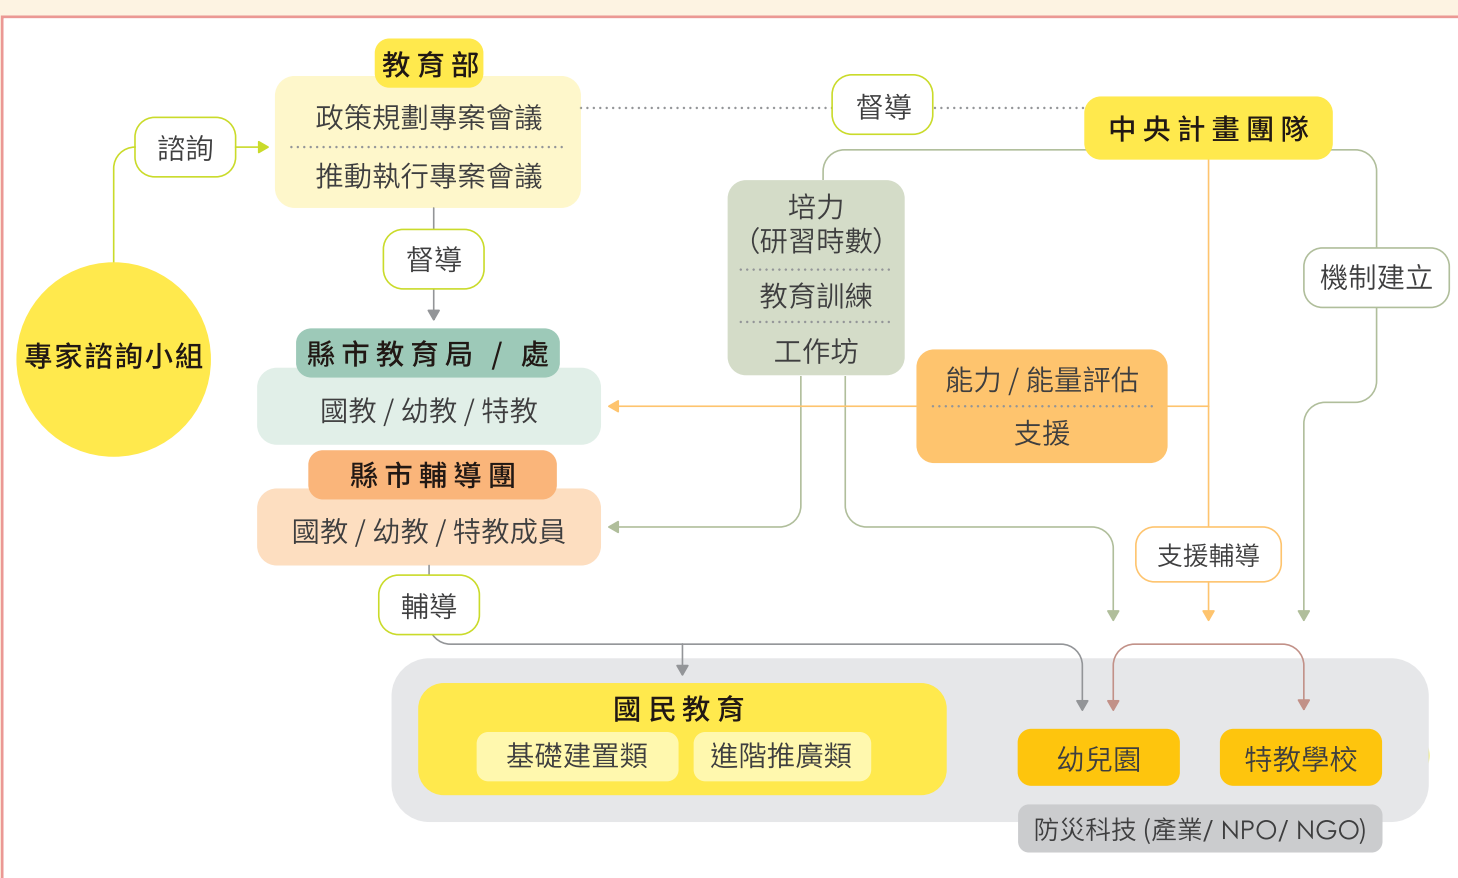 教育部
政策規劃專案會議
推動執行專案會議
諮詢
督導
中央計畫團隊
培力
（研習時數）
教育訓練
工作坊
督導
機制建立
專家諮詢小組
縣市教育局 / 處
國教 / 幼教 / 特教
能力 / 能量評估
支援
縣市輔導團
國教 / 幼教 / 特教成員
支援輔導
輔導
國民教育
基礎建置類
進階推廣類
幼兒園
特教學校
防災科技 (產業/ NPO/ NGO)